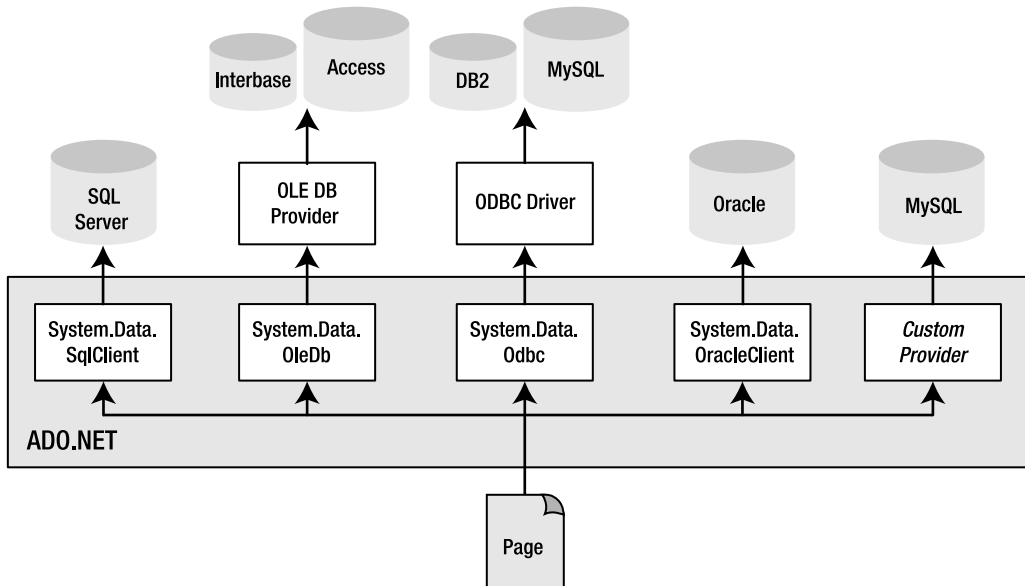 Interbase
Access
DB2
MySQL
SQL
Server
OLE DB
Provider
ODBC Driver
Oracle
MySQL
System.Data.
SqlClient
System.Data.
OleDb
System.Data.
Odbc
System.Data.
OracleClient
Custom
Provider
ADO.NET
Page